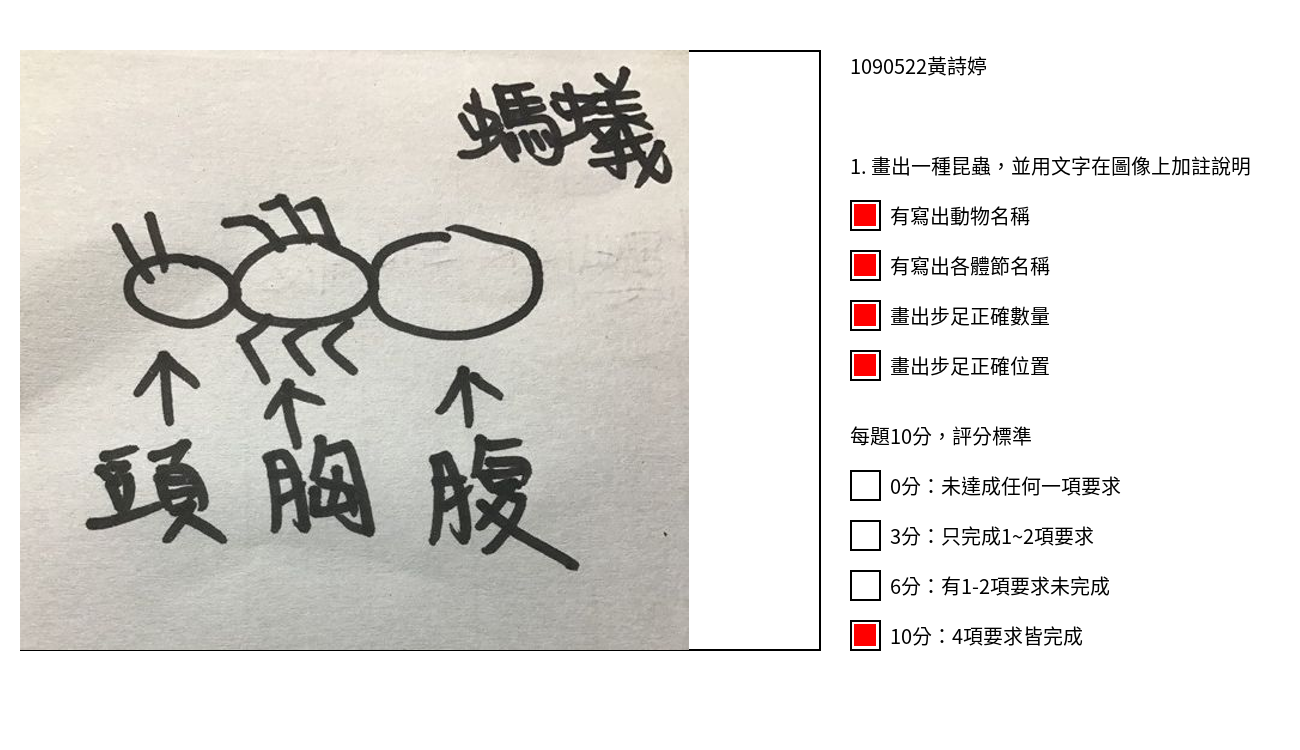 螞蟻
頭 胸 腹
1090522黃詩婷
1. 畫出一種昆蟲，並用文字在圖像上加註說明
有寫出動物名稱
有寫出各體節名稱
畫出步足正確數量
畫出步足正確位置
每題10分，評分標準
0分：未達成任何一項要求
3分：只完成1~2項要求
6分：有1-2項要求未完成
10分：4項要求皆完成